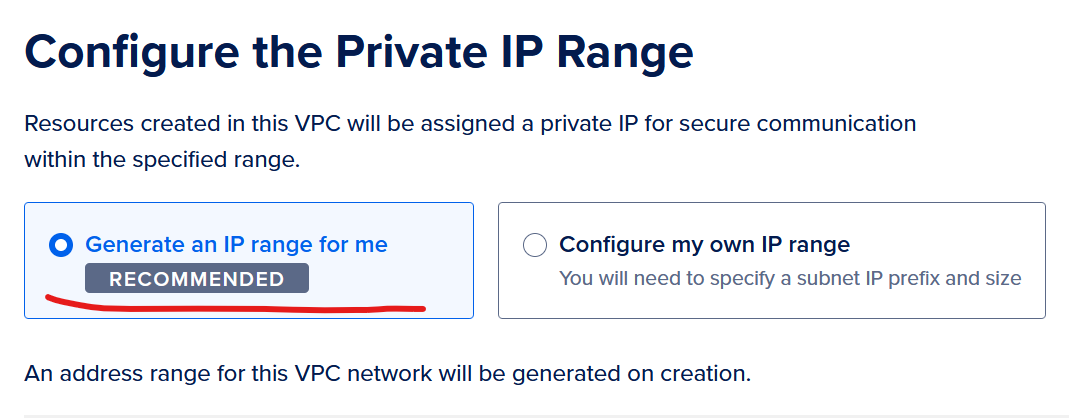 Configure the Private IP Range
Resources created in this VPC will be assigned a private IP for secure communication
within the specified range.
Generate an IP range for me
RECOMMENDED
Configure my own IP range
You will need to specify a subnet IP prefix and size
An address range for this VPC network will be generated on creation.